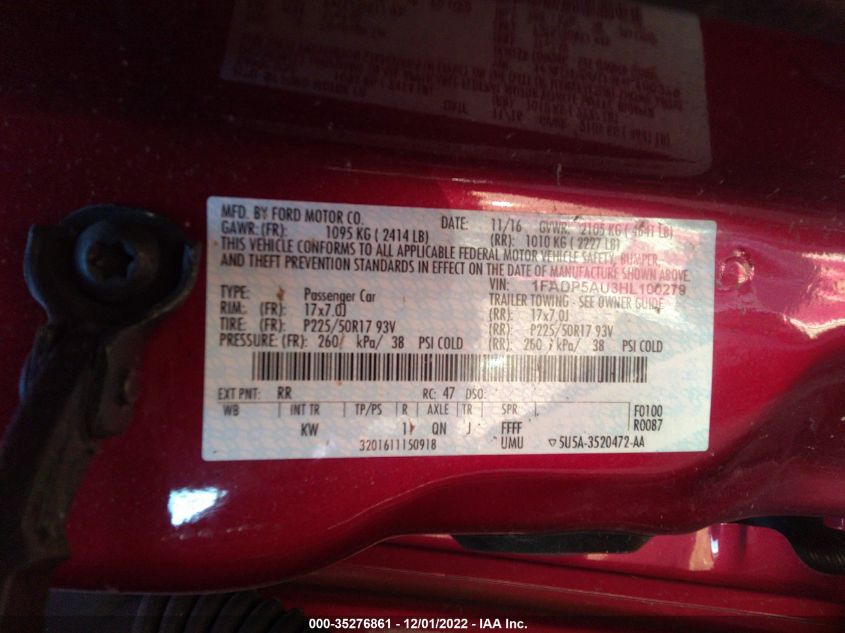 MFD. BY FORD MOTOR CO.
DATE: 11/16 GVWR: 2105 KG ( 4641 LB)
GAWR: (FR): 1095 KG ( 2414 LB) (RR): 1010 KG ( 2227 LB)
THIS VEHICLE CONFORMS TO ALL APPLICABLE FEDERAL MOTOR VEHICLE SAFETY, BUMPER,
AND THEFT PREVENTION STANDARDS IN EFFECT ON THE DATE OF MANUFACTURE SHOWN ABOVE.
VIN: 1FADP5AU3HL100279
TYPE: Passenger Car TRAILER TOWING - SEE OWNER GUIDE
RIM: (FR): 17x7.0J (RR): 17x7.0J
TIRE: (FR): P225/50R17 93V (RR): P225/50R17 93V
PRESSURE: (FR): 260 kPa/ 38 PSI COLD (RR): 260 kPa/ 38 PSI COLD
EXT PNT: RR RC: 47 DSO:
WB INT TR TP/PS R AXLE TR SPR F0100
KW 1 QN J FFFF R0087
3201611150918 UMU ▽5U5A-3520472-AA
000-35276861 - 12/01/2022 - IAA Inc.